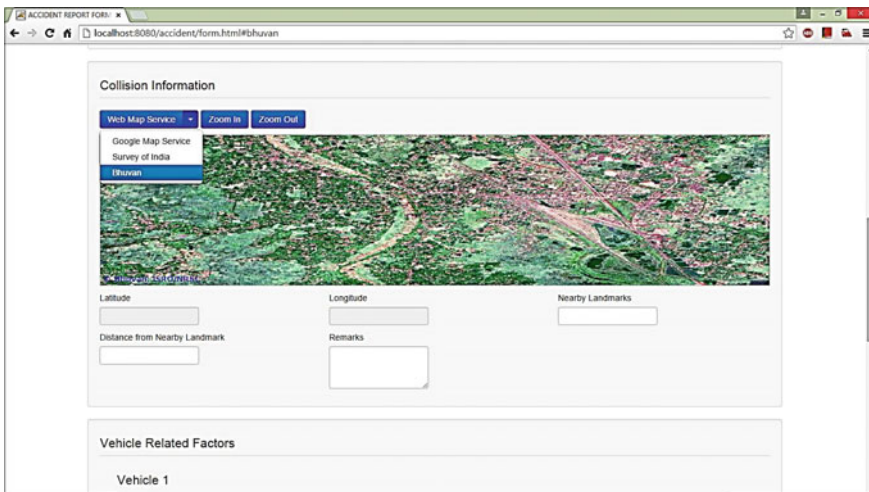 ACCIDENT REPORT FORM
localhost:8080/accident/form.html#bhuvan
Collision Information
Web Map Service Zoom In Zoom Out
Google Map Service
Survey of India
Bhuvan
Latitude Longitude Nearby Landmarks
Distance from Nearby Landmark Remarks
Vehicle Related Factors
Vehicle 1